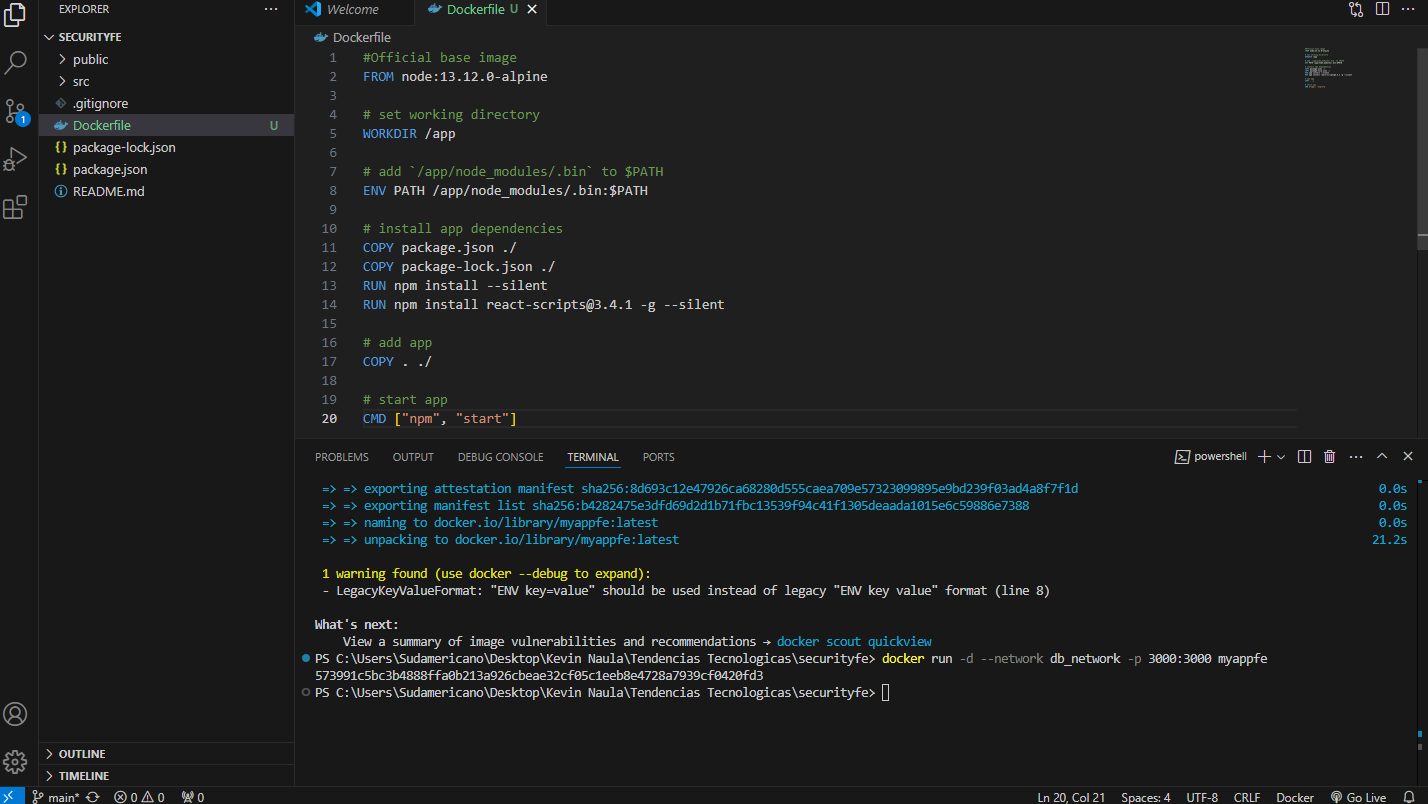 EXPLORER
Welcome
Dockerfile U
SECURITYFE
public
src
.gitignore
Dockerfile U
package-lock.json
package.json
README.md
1
Dockerfile
1 #Official base image
2 FROM node:13.12.0-alpine
3
4 # set working directory
5 WORKDIR /app
6
7 # add `/app/node_modules/.bin` to $PATH
8 ENV PATH /app/node_modules/.bin:$PATH
9
10 # install app dependencies
11 COPY package.json ./
12 COPY package-lock.json ./
13 RUN npm install --silent
14 RUN npm install react-scripts@3.4.1 -g --silent
15
16 # add app
17 COPY . ./
18
19 # start app
20 CMD ["npm", "start"]
PROBLEMS OUTPUT DEBUG CONSOLE TERMINAL PORTS
powershell
=> => exporting attestation manifest sha256:8d693c12e47926ca68280d555caea709e57323099895e9bd239f03ad4a8f7f1d 0.0s
=> => exporting manifest list sha256:b4282475e3dfd69d2d1b71fbc13539f94c41f1305deaada1015e6c59886e7388 0.0s
=> => naming to docker.io/library/myappfe:latest 0.0s
=> => unpacking to docker.io/library/myappfe:latest 21.2s
1 warning found (use docker --debug to expand):
- LegacyKeyValueFormat: "ENV key=value" should be used instead of legacy "ENV key value" format (line 8)
What's next:
View a summary of image vulnerabilities and recommendations → docker scout quickview
PS C:\Users\Sudamericano\Desktop\Kevin Naula\Tendencias Tecnologicas\securityfe> docker run -d --network db_network -p 3000:3000 myappfe
573991c5bc3b4888ffa0b213a926cbeae32cf05c1eeb8e4728a7939cf0420fd3
PS C:\Users\Sudamericano\Desktop\Kevin Naula\Tendencias Tecnologicas\securityfe>
OUTLINE
TIMELINE
main* 0 0 0
Ln 20, Col 21 Spaces: 4 UTF-8 CRLF Docker Go Live